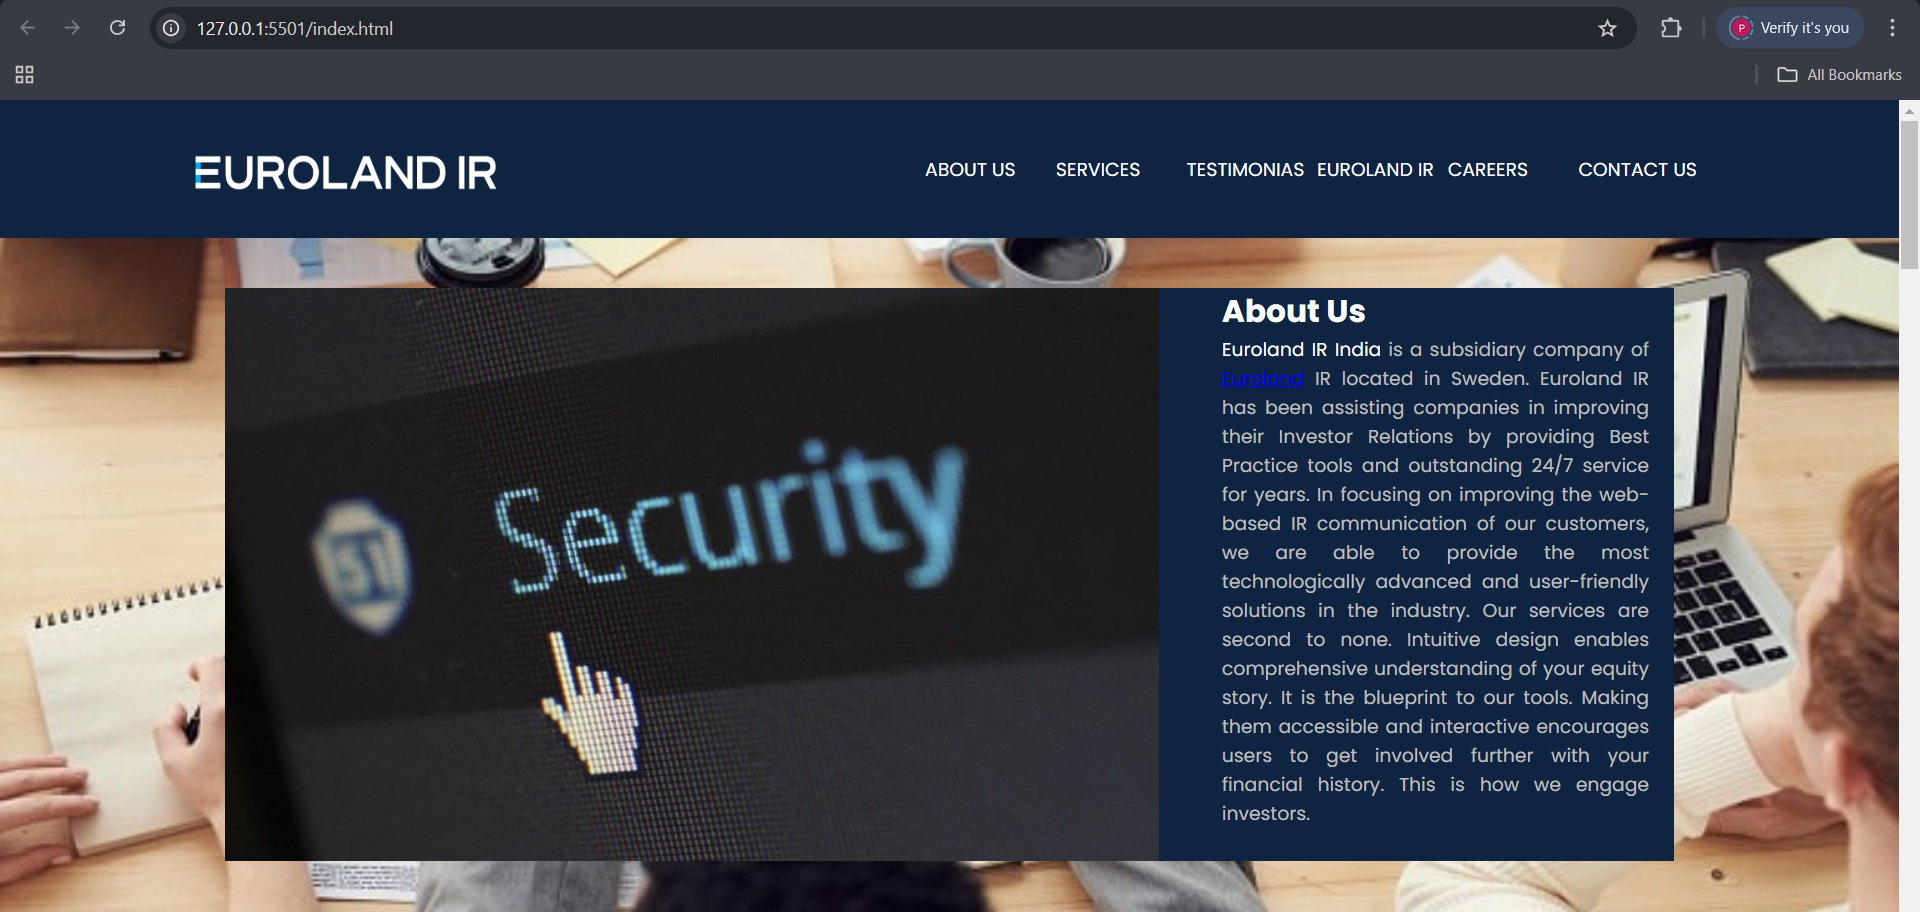 127.0.0.1:5501/index.html
P Verify it's you
All Bookmarks
EUROLAND IR
ABOUT US SERVICES TESTIMONIAS EUROLAND IR CAREERS CONTACT US
Security
About Us
Euroland IR India is a subsidiary company of
Euroland IR located in Sweden. Euroland IR
has been assisting companies in improving
their Investor Relations by providing Best
Practice tools and outstanding 24/7 service
for years. In focusing on improving the web-
based IR communication of our customers,
we are able to provide the most
technologically advanced and user-friendly
solutions in the industry. Our services are
second to none. Intuitive design enables
comprehensive understanding of your equity
story. It is the blueprint to our tools. Making
them accessible and interactive encourages
users to get involved further with your
financial history. This is how we engage
investors.